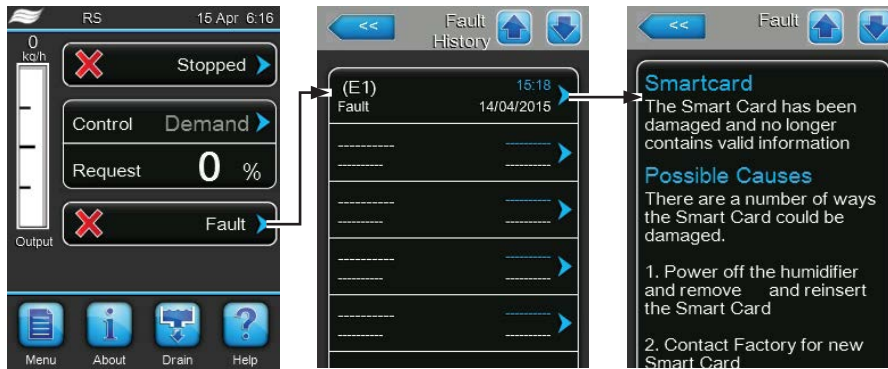 RS 15 Apr 6:16
0
kg/h
Stopped
Control Demand
Request 0 %
Fault
Output
Menu About Drain Help
<< Fault
History
(E1) 15:18
Fault 14/04/2015
---------- --------
---------- ----------
---------- --------
---------- ----------
---------- --------
---------- ----------
---------- --------
---------- ----------
<< Fault
Smartcard
The Smart Card has been
damaged and no longer
contains valid information
Possible Causes
There are a number of ways
the Smart Card could be
damaged.
1. Power off the humidifier
and remove and reinsert
the Smart Card
2. Contact Factory for new
Smart Card